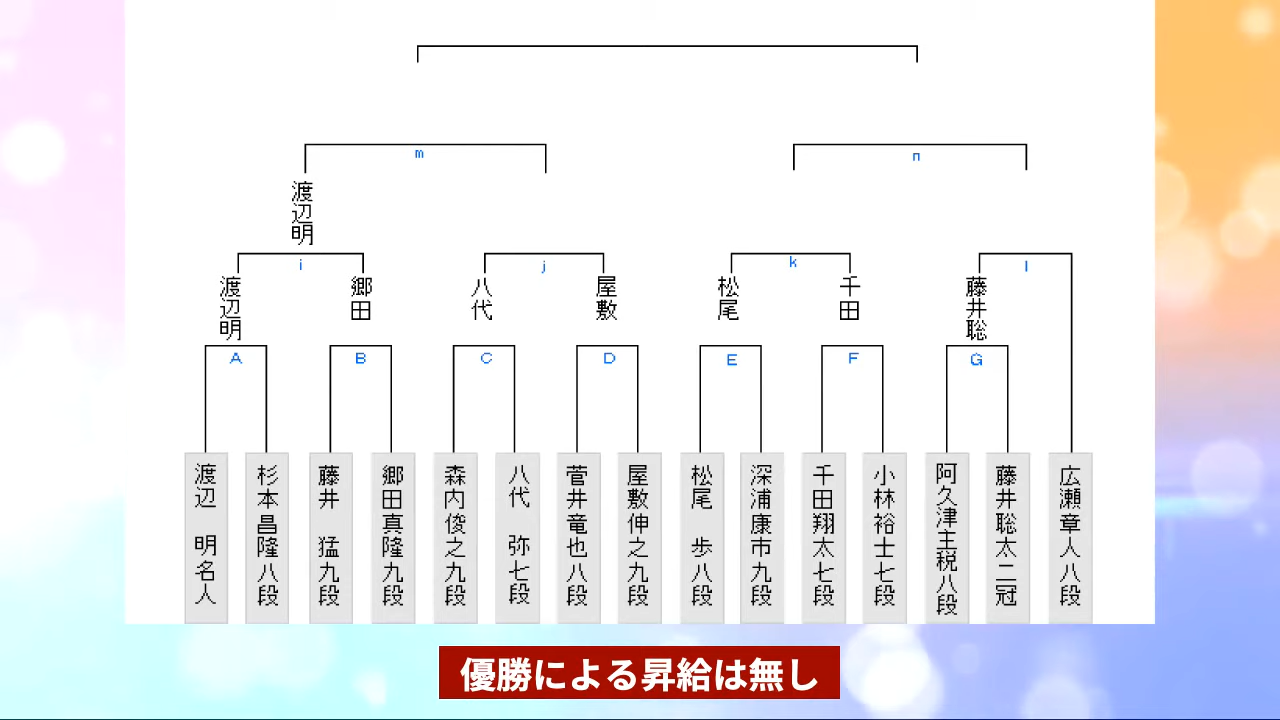 m
n
渡辺明
i
j
k
l
渡辺明
郷田
八代
屋敷
松尾
千田
藤井聡
A
B
C
D
E
F
G
渡辺 明名人
杉本昌隆八段
藤井 猛九段
郷田真隆九段
森内俊之九段
八代 弥七段
菅井竜也八段
屋敷伸之九段
松尾 歩八段
深浦康市九段
千田翔太七段
小林裕士七段
阿久津主税八段
藤井聡太二冠
広瀬章人八段
優勝による昇給は無し